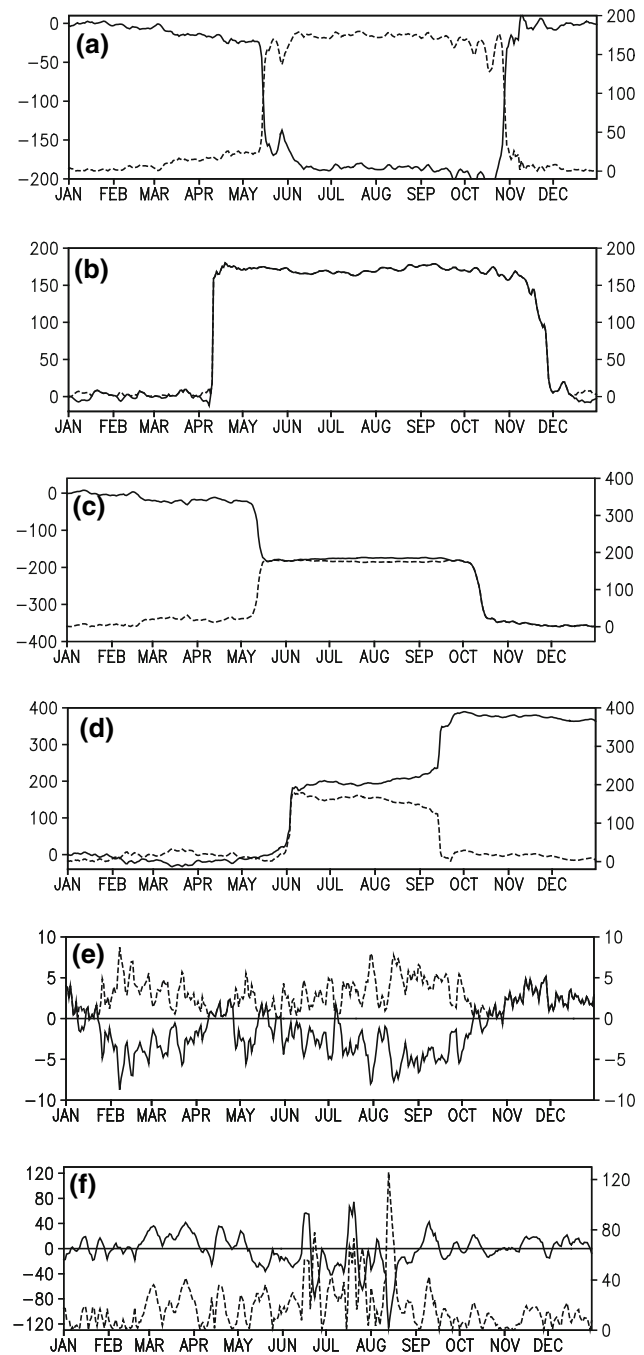 (a)
0 200
-50 150
-100 100
-150 50
-200 0
JAN FEB MAR APR MAY JUN JUL AUG SEP OCT NOV DEC
(b)
200 200
150 150
100 100
50 50
0 0
JAN FEB MAR APR MAY JUN JUL AUG SEP OCT NOV DEC
(c)
0 400
-100 300
-200 200
-300 100
-400 0
JAN FEB MAR APR MAY JUN JUL AUG SEP OCT NOV DEC
(d)
400 400
300 300
200 200
100 100
0 0
JAN FEB MAR APR MAY JUN JUL AUG SEP OCT NOV DEC
(e)
10 10
5 5
0 0
-5 -5
-10 -10
JAN FEB MAR APR MAY JUN JUL AUG SEP OCT NOV DEC
(f)
120 120
80
40 80
0
-40 40
-80
-120 0
JAN FEB MAR APR MAY JUN JUL AUG SEP OCT NOV DEC